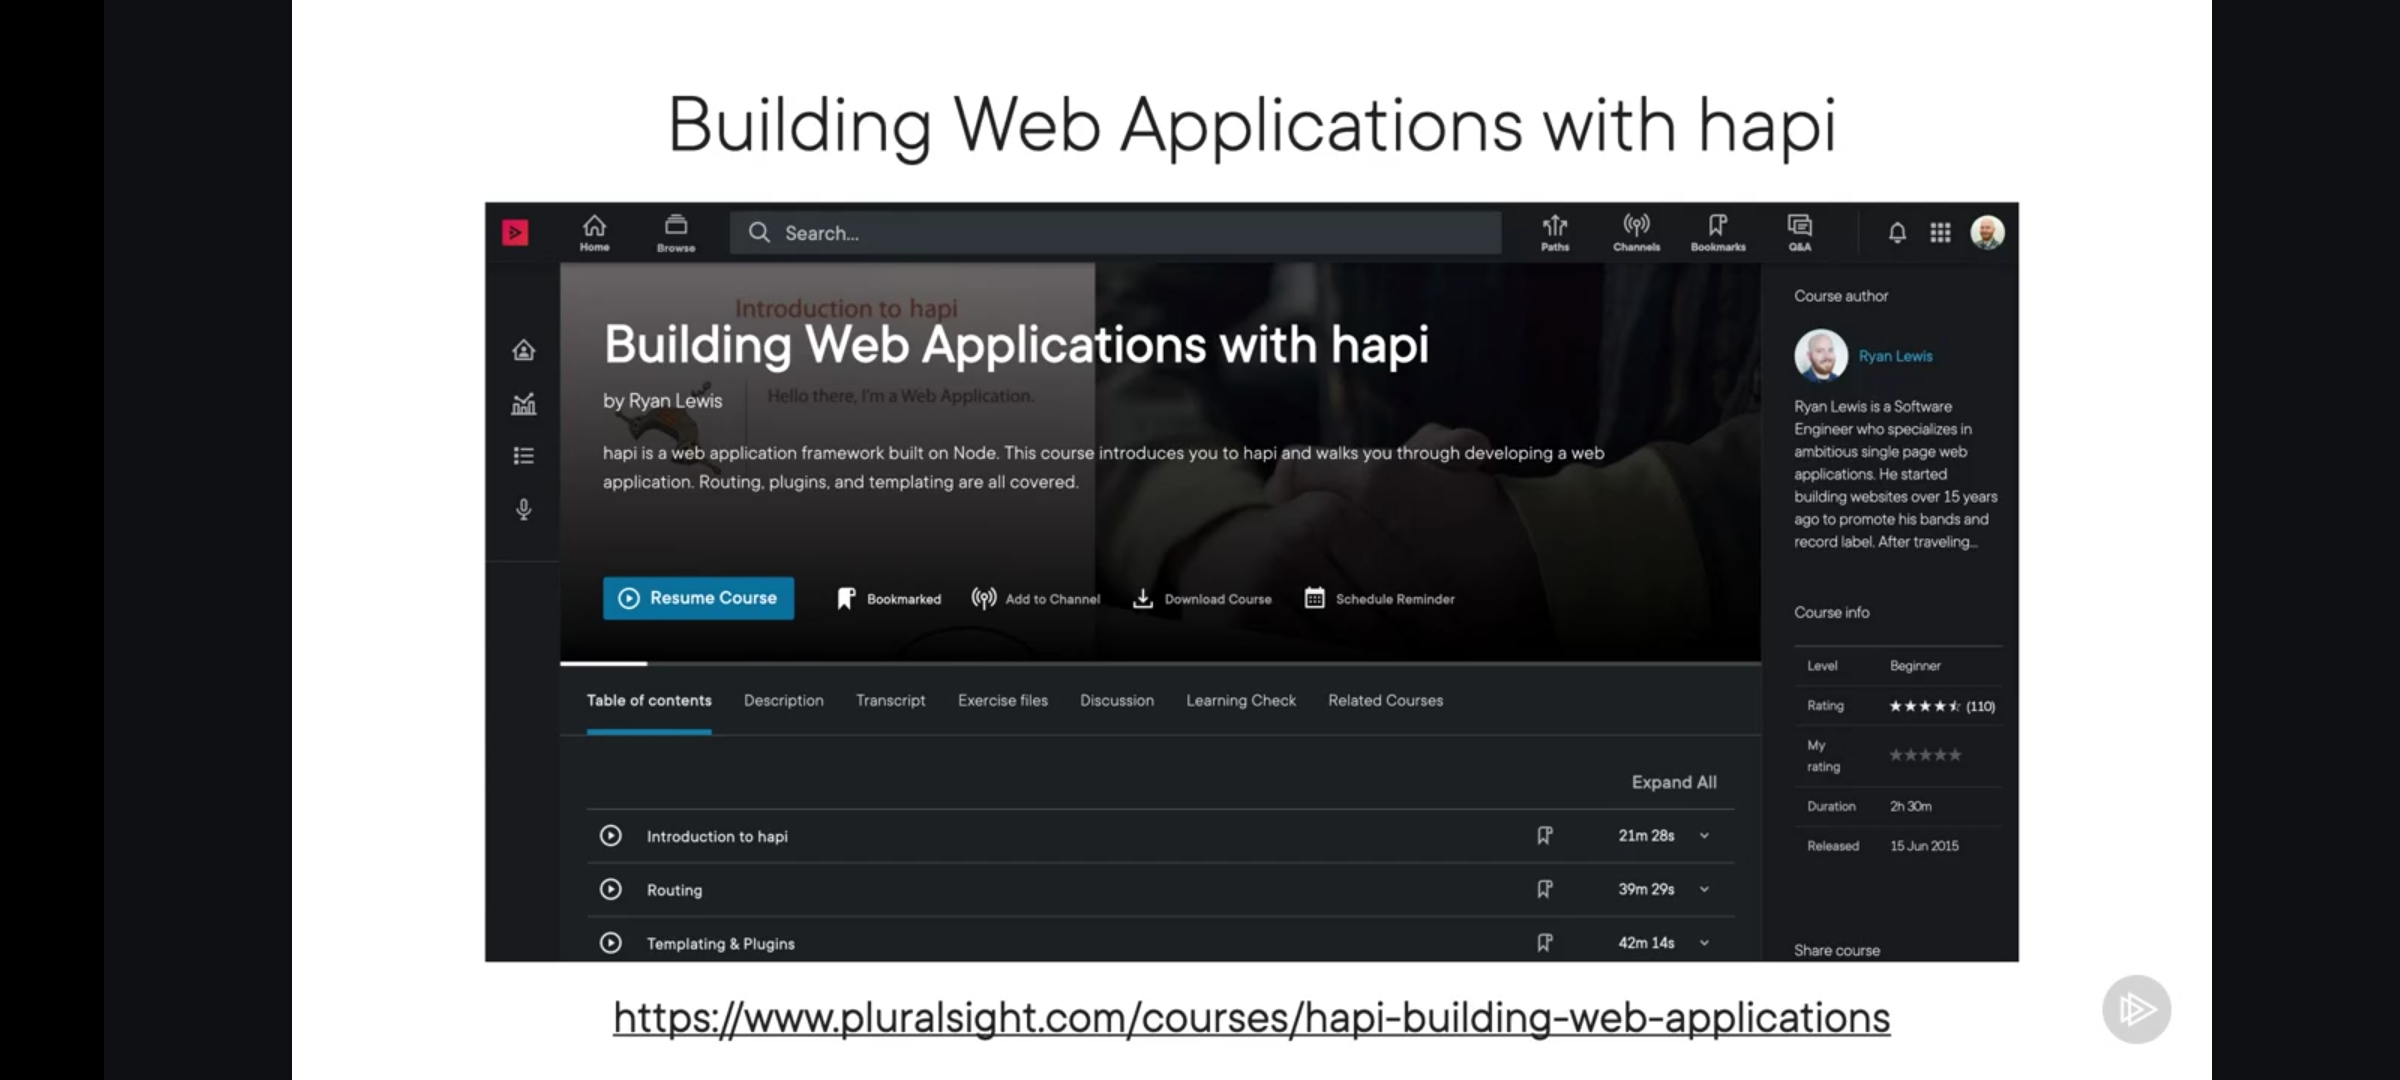 Building Web Applications with hapi
Home
Browse
Search...
Paths
Channels
Bookmarks
Q&A
Introduction to hapi
Building Web Applications with hapi
by Ryan Lewis
Hello there, I'm a Web Application.
hapi is a web application framework built on Node. This course introduces you to hapi and walks you through developing a web
application. Routing, plugins, and templating are all covered.
Resume Course
Bookmarked
Add to Channel
Download Course
Schedule Reminder
Table of contents
Description
Transcript
Exercise files
Discussion
Learning Check
Related Courses
Expand All
Introduction to hapi
21m 28s
Routing
39m 29s
Templating & Plugins
42m 14s
Course author
Ryan Lewis
Ryan Lewis is a Software
Engineer who specializes in
ambitious single page web
applications. He started
building websites over 15 years
ago to promote his bands and
record label. After traveling...
Course info
Level Beginner
Rating (110)
My
rating
Duration 2h 30m
Released 15 Jun 2015
Share course
https://www.pluralsight.com/courses/hapi-building-web-applications